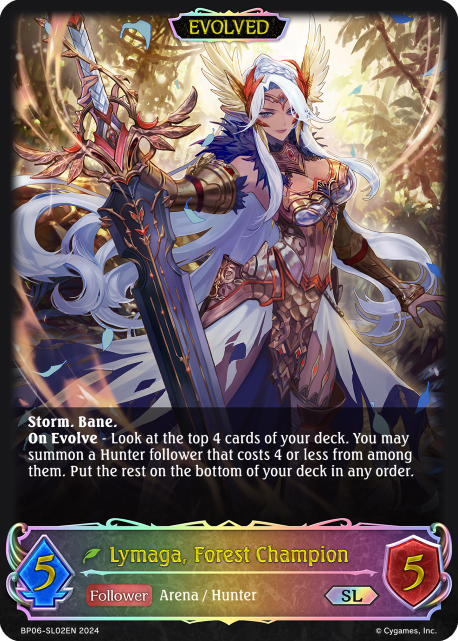 EVOLVED
Storm. Bane.
On Evolve - Look at the top 4 cards of your deck. You may
summon a Hunter follower that costs 4 or less from among
them. Put the rest on the bottom of your deck in any order.
5
Lymaga, Forest Champion
5
Follower Arena / Hunter SL
BP06-SL02EN 2024 © Cygames, Inc.